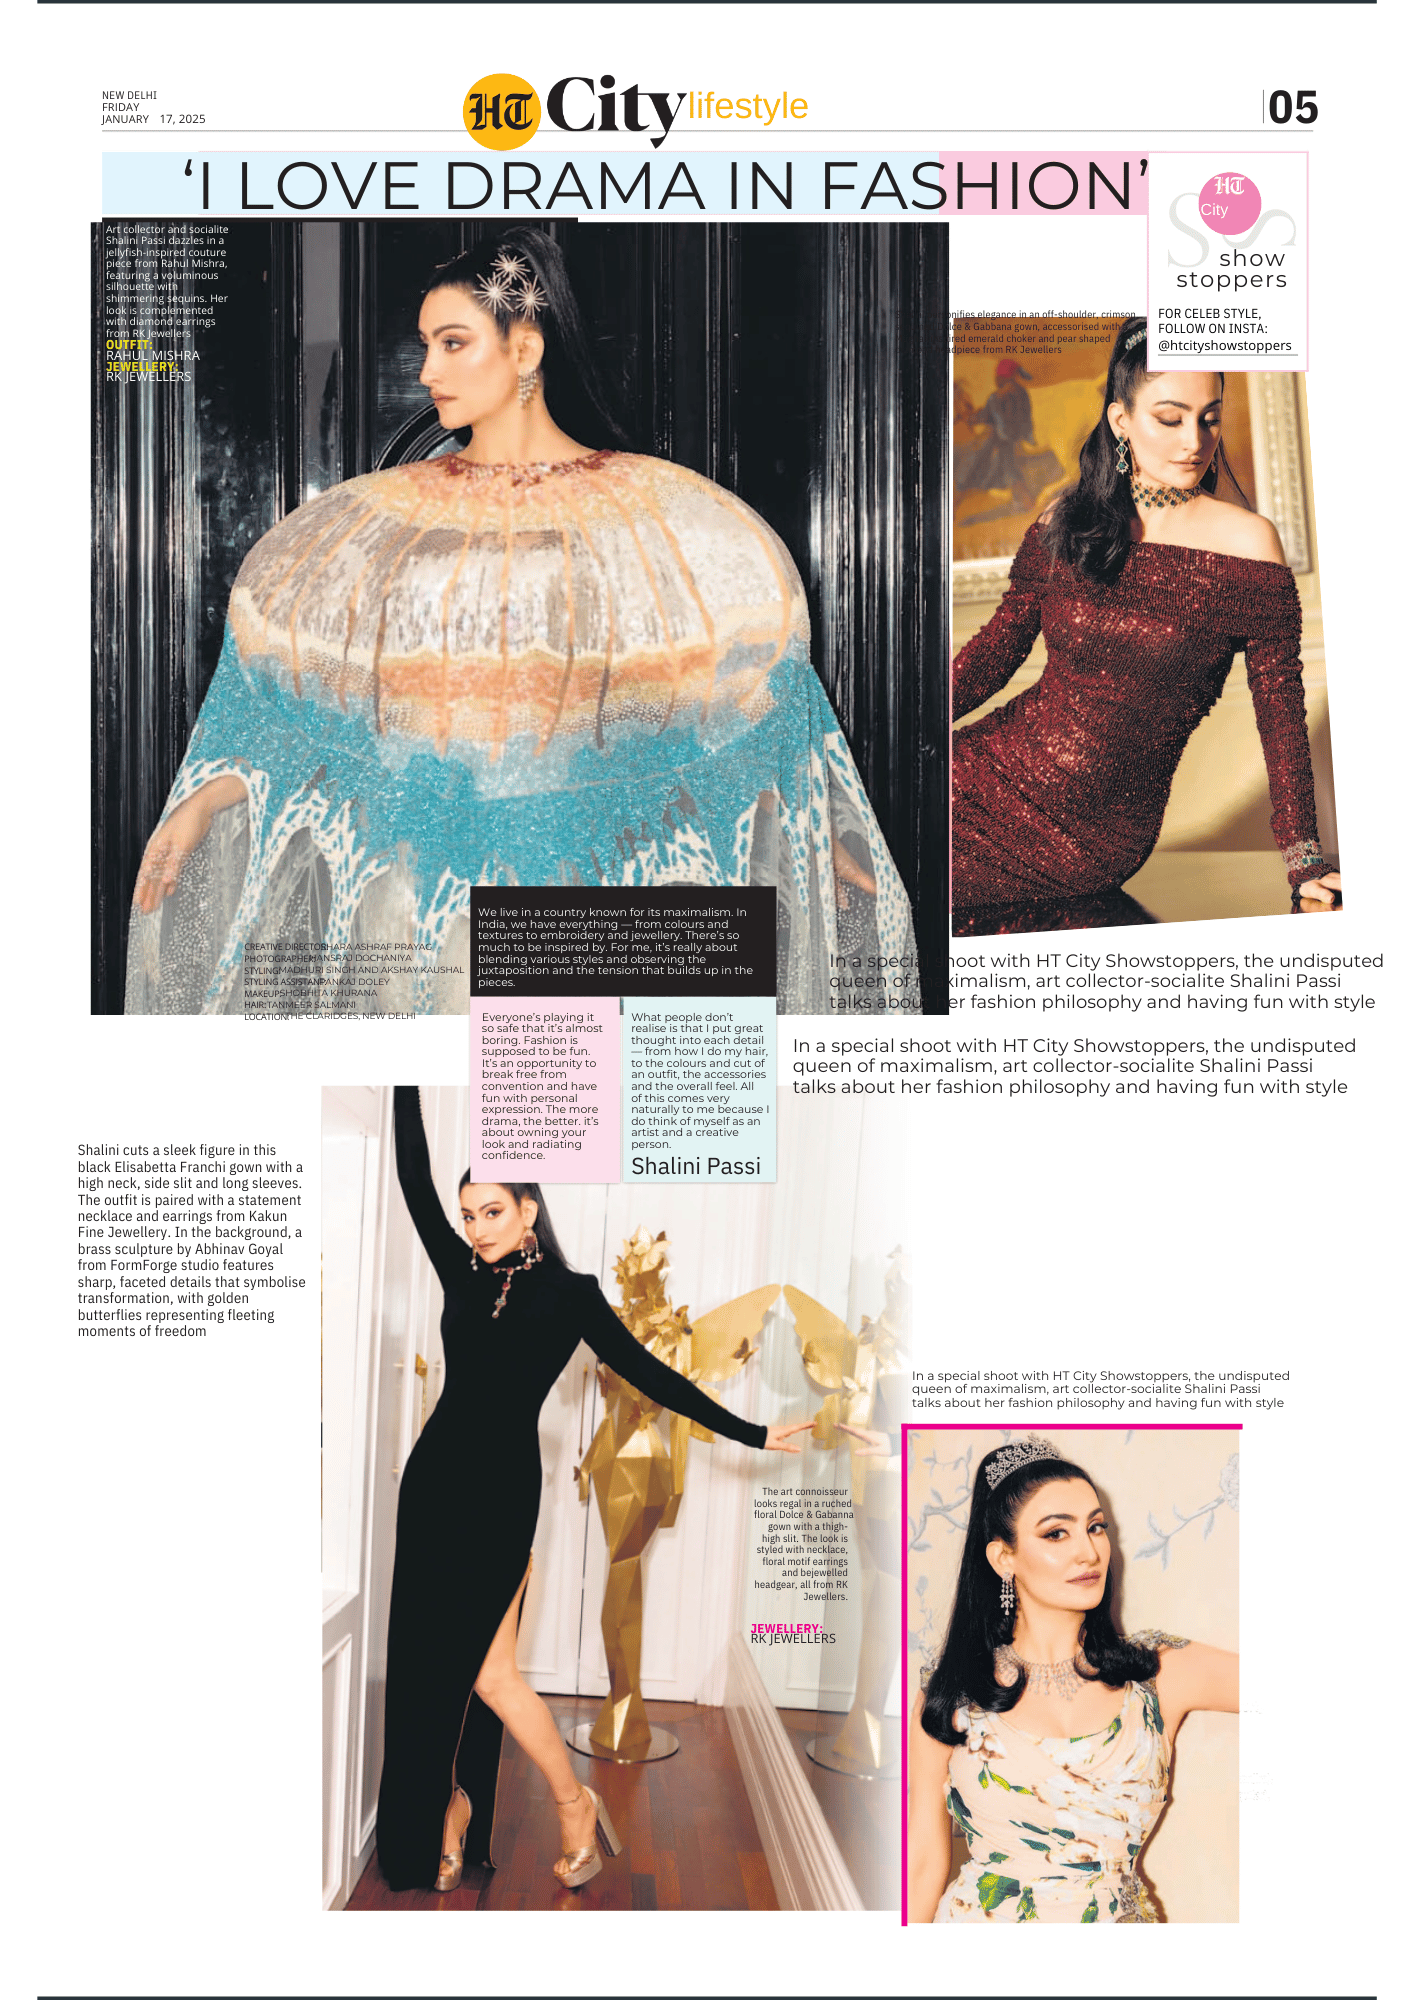 NEW DELHI
FRIDAY
JANUARY 17, 2025
HT City lifestyle
05
‘I LOVE DRAMA IN FASHION’
HT
City
show
stoppers
FOR CELEB STYLE,
FOLLOW ON INSTA:
@htcityshowstoppers
Art collector and socialite
Shalini Passi dazzles in a
jellyfish-inspired couture
piece from Rahul Mishra,
featuring a voluminous
silhouette with
shimmering sequins. Her
look is complemented
with diamond earrings
from RK Jewellers
OUTFIT:
RAHUL MISHRA
JEWELLERY:
RK JEWELLERS
elegance in an off-shoulder, crimson
& Gabbana gown, accessorised with
emerald choker and pear shaped
from RK Jewellers
We live in a country known for its maximalism. In
India, we have everything — from colours and
textures to embroidery and jewellery. There’s so
much to be inspired by. For me, it’s really about
blending various styles and observing the
juxtaposition and the tension that builds up in the
pieces.
CREATIVE DIRECTOR: SHARA ASHRAF PRAYAG
PHOTOGRAPHER: HANSRAJ DOCHANIYA
STYLING: MADHURI SINGH AND AKSHAY KAUSHAL
STYLING ASSISTANT: PANKAJ DOLEY
MAKEUP: SHOBHITA KHURANA
HAIR: TANMEER SALMANI
LOCATION: THE CLARIDGES, NEW DELHI
In a special shoot with HT City Showstoppers, the undisputed
queen of maximalism, art collector-socialite Shalini Passi
talks about her fashion philosophy and having fun with style
Everyone’s playing it
so safe that it’s almost
boring. Fashion is
supposed to be fun.
It’s an opportunity to
break free from
convention and have
fun with personal
expression. The more
drama, the better. it’s
about owning your
look and radiating
confidence.
What people don’t
realise is that I put great
thought into each detail
— from how I do my hair,
to the colours and cut of
an outfit, the accessories
and the overall feel. All
of this comes very
naturally to me because I
do think of myself as an
artist and a creative
person.
Shalini Passi
In a special shoot with HT City Showstoppers, the undisputed
queen of maximalism, art collector-socialite Shalini Passi
talks about her fashion philosophy and having fun with style
Shalini cuts a sleek figure in this
black Elisabetta Franchi gown with a
high neck, side slit and long sleeves.
The outfit is paired with a statement
necklace and earrings from Kakun
Fine Jewellery. In the background, a
brass sculpture by Abhinav Goyal
from FormForge studio features
sharp, faceted details that symbolise
transformation, with golden
butterflies representing fleeting
moments of freedom
In a special shoot with HT City Showstoppers, the undisputed
queen of maximalism, art collector-socialite Shalini Passi
talks about her fashion philosophy and having fun with style
The art connoisseur
looks regal in a ruched
floral Dolce & Gabanna
gown with a thigh-
high slit. The look is
styled with necklace,
floral motif earrings
and bejewelled
headgear, all from RK
Jewellers.
JEWELLERY:
RK JEWELLERS